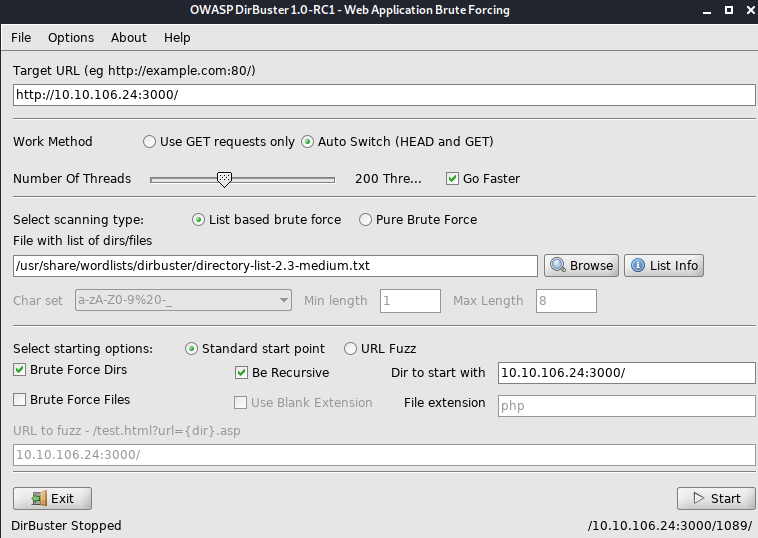 OWASP DirBuster 1.0-RC1 - Web Application Brute Forcing
File Options About Help
Target URL (eg http://example.com:80/)
http://10.10.106.24:3000/
Work Method Use GET requests only Auto Switch (HEAD and GET)
Number Of Threads 200 Thre... Go Faster
Select scanning type: List based brute force Pure Brute Force
File with list of dirs/files
/usr/share/wordlists/dirbuster/directory-list-2.3-medium.txt Browse List Info
Char set a-zA-Z0-9%20-_ Min length 1 Max Length 8
Select starting options: Standard start point URL Fuzz
Brute Force Dirs Be Recursive Dir to start with 10.10.106.24:3000/
Brute Force Files Use Blank Extension File extension php
URL to fuzz - /test.html?url={dir}.asp
10.10.106.24:3000/
Exit Start
DirBuster Stopped /10.10.106.24:3000/1089/